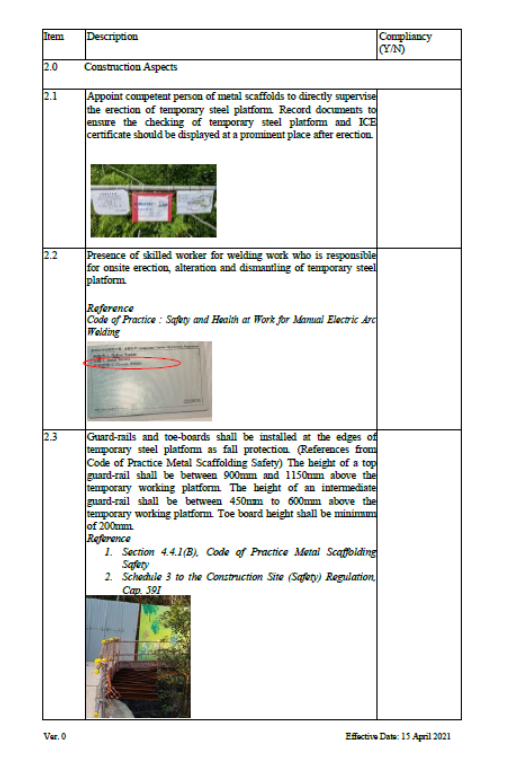 Item Description Compliancy
(Y/N)
2.0 Construction Aspects
2.1 Appoint competent person of metal scaffolds to directly supervise
the erection of temporary steel platform. Record documents to
ensure the checking of temporary steel platform and ICE
certificate should be displayed at a prominent place after erection.
2.2 Presence of skilled worker for welding work who is responsible
for onsite erection, alteration and dismantling of temporary steel
platform.
Reference
Code of Practice : Safety and Health at Work for Manual Electric Arc
Welding
2.3 Guard-rails and toe-boards shall be installed at the edges of
temporary steel platform as fall protection. (References from
Code of Practice Metal Scaffolding Safety) The height of a top
guard-rail shall be between 900mm and 1150mm above the
temporary working platform. The height of an intermediate
guard-rail shall be between 450mm to 600mm above the
temporary working platform. Toe board height shall be minimum
of 200mm.
Reference
1. Section 4.4.1(B), Code of Practice Metal Scaffolding
Safety
2. Schedule 3 to the Construction Site (Safety) Regulation,
Cap. 59I
Ver. 0 Effective Date: 15 April 2021